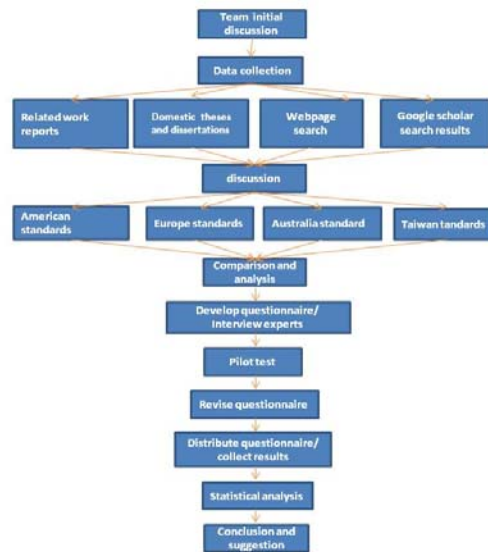 Team initial
discussion
Data collection
Related work
reports
Domestic theses
and dissertations
Webpage
search
Google scholar
search results
discussion
American
standards
Europe standards
Australia standard
Taiwan tandards
Comparison and
analysis
Develop questionnaire/
Interview experts
Pilot test
Revise questionnaire
Distribute questionnaire/
collect results
Statistical analysis
Conclusion and
suggestion